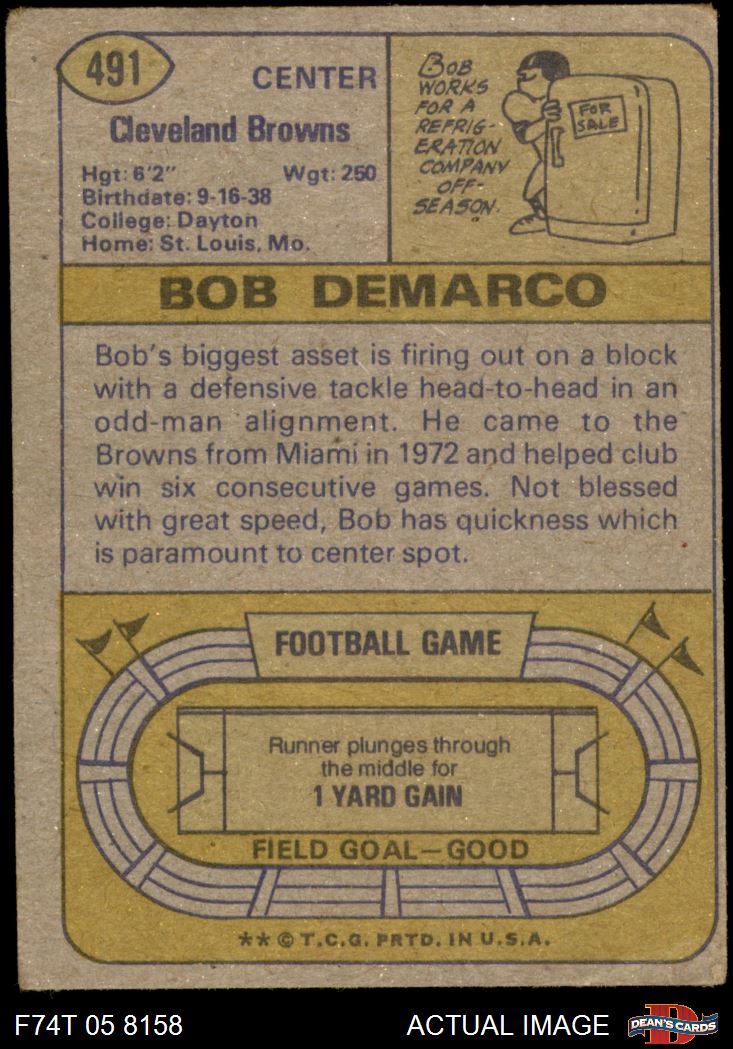 491
CENTER
Cleveland Browns
Hgt: 6'2" Wgt: 250
Birthdate: 9-16-38
College: Dayton
Home: St. Louis, Mo.
BOB
WORKS
FOR A
REFRIG-
ERATION
COMPANY
OFF-
SEASON.
FOR
SALE
BOB DEMARCO
Bob's biggest asset is firing out on a block
with a defensive tackle head-to-head in an
odd-man alignment. He came to the
Browns from Miami in 1972 and helped club
win six consecutive games. Not blessed
with great speed, Bob has quickness which
is paramount to center spot.
FOOTBALL GAME
Runner plunges through
the middle for
1 YARD GAIN
FIELD GOAL—GOOD
** © T.C.G. PRTD. IN U.S.A.
F74T 05 8158 ACTUAL IMAGE
DEAN'S CARDS